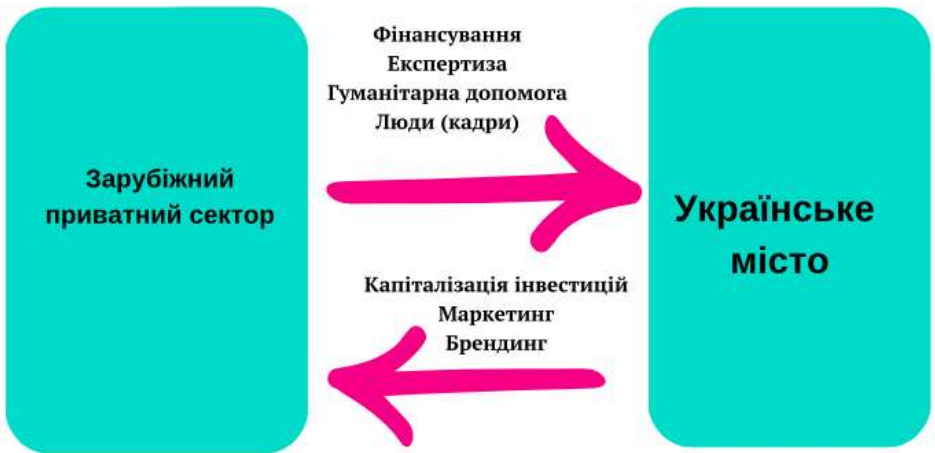 Зарубіжний
приватний сектор
Фінансування
Експертиза
Гуманітарна допомога
Люди (кадри)
Капіталізація інвестицій
Маркетинг
Брендинг
Українське
місто